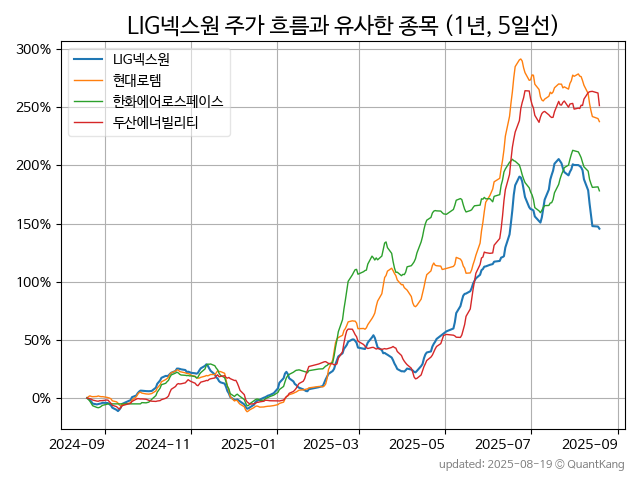 LIG넥스원 주가 흐름과 유사한 종목 (1년, 5일선)
300%
250%
200%
150%
100%
50%
0%
LIG넥스원
현대로템
한화에어로스페이스
두산에너빌리티
2024-09 2024-11 2025-01 2025-03 2025-05 2025-07 2025-09
updated: 2025-08-19 © QuantKang